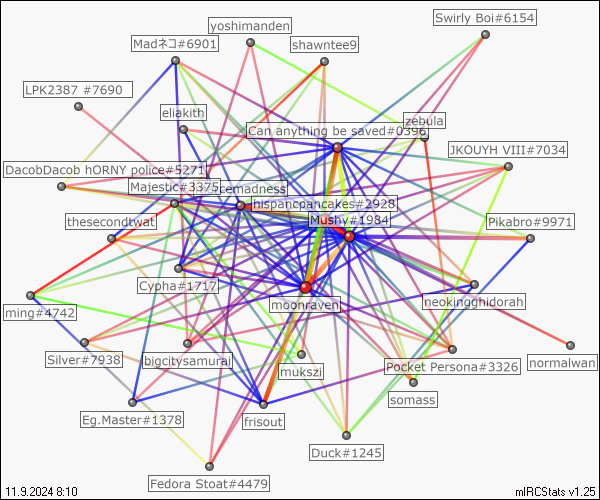 yoshimanden
Swirly Boi#6154
Madネコ#6901
shawntee9
LPK2387 #7690
eliakith
zebula
Can anything be saved#0396
JKOUYH VIII#7034
DacobDacob hORNY police#5271
Majestic#3375
cemadness
hispancpancakes#2928
thesecondtwat
Mushy#1984
Pikabro#9971
Cypha#1717
ming#4742
moonraven
neokingghidorah
Silver#7938
bigcitysamurai
mukszi
Pocket Persona#3326
normalwan
somass
Eg.Master#1378
frisout
Duck#1245
Fedora Stoat#4479
11.9.2024 8:10
mIRCStats v1.25